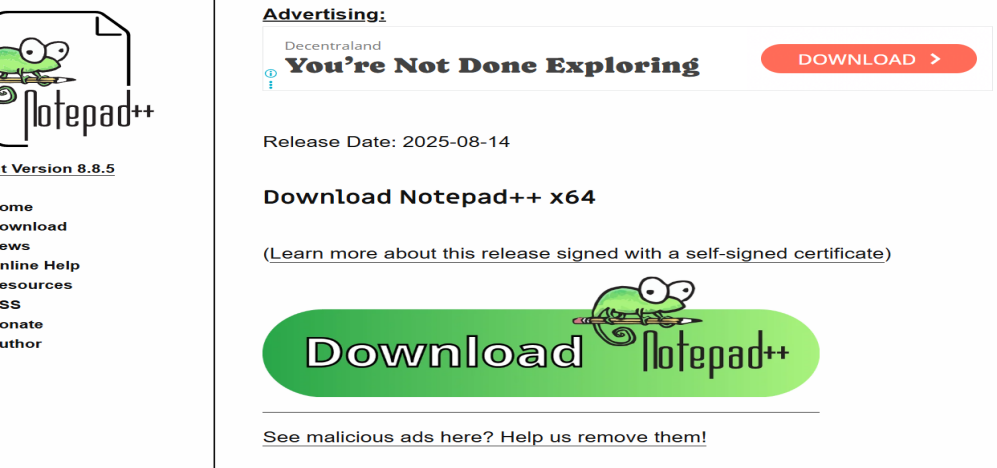 Notepad++
t Version 8.8.5
ome
ownload
ews
nline Help
esources
SS
onate
uthor
Advertising:
Decentraland
You're Not Done Exploring
DOWNLOAD >
Release Date: 2025-08-14
Download Notepad++ x64
(Learn more about this release signed with a self-signed certificate)
Download Notepad++
See malicious ads here? Help us remove them!